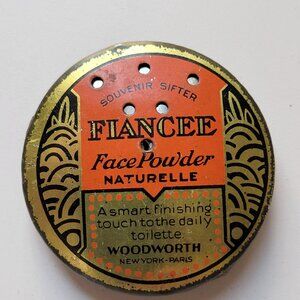 SOUVENIR SIFTER
FIANCEE
Face Powder
NATURELLE
A smart finishing
touch to the daily
toilette
WOODWORTH
NEW YORK-PARIS